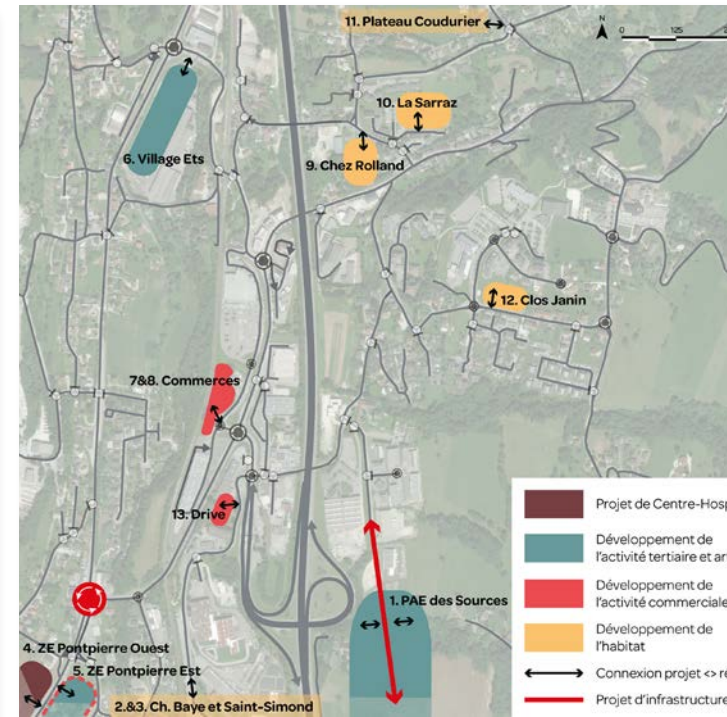 11. Plateau Coudurier
N
0 125
10. La Sarraz
6. Village Ets
9. Chez Rolland
12. Clos Janin
7&8. Commerces
13. Drive
1. PAE des Sources
4. ZE Pontpierre Ouest
5. ZE Pontpierre Est
2.&3. Ch. Baye et Saint-Simond
Projet de Centre-Hosp
Développement de
l'activité tertiaire et ar
Développement de
l'activité commerciale
Développement de
l'habitat
Connexion projet <> ré
Projet d'infrastructure